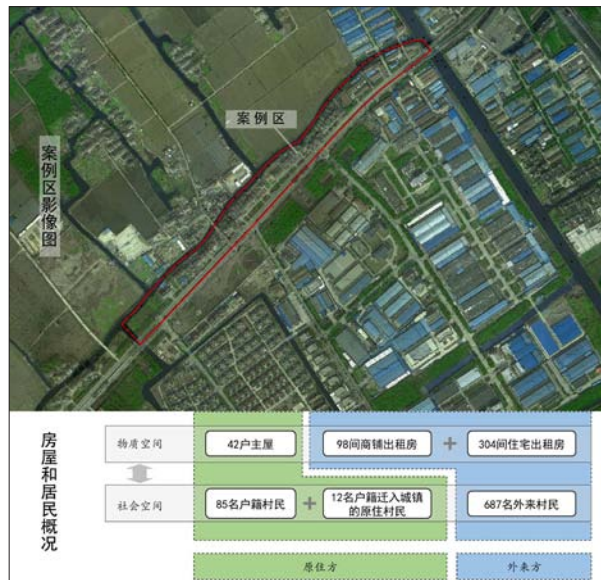 案例区
案例区影像图
房屋和居民概况
物质空间
42户主屋
98间商铺出租房
+
304间住宅出租房
社会空间
85名户籍村民
+
12名户籍迁入城镇
的原住村民
687名外来村民
原住方
外来方